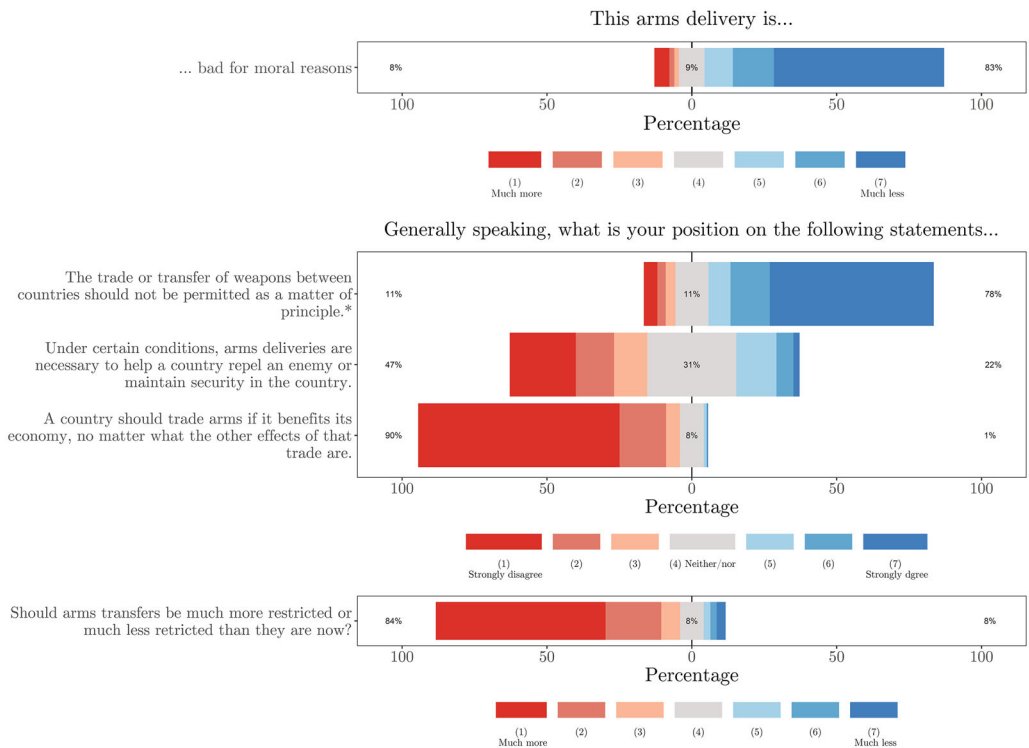 This arms delivery is...
... bad for moral reasons
8%
9%
83%
100 50 0 50 100
Percentage
(1) (2) (3) (4) (5) (6) (7)
Much more Much less
Generally speaking, what is your position on the following statements...
The trade or transfer of weapons between
countries should not be permitted as a matter of
principle.*
11%
11%
78%
Under certain conditions, arms deliveries are
necessary to help a country repel an enemy or
maintain security in the country.
47%
31%
22%
A country should trade arms if it benefits its
economy, no matter what the other effects of that
trade are.
90%
8%
1%
100 50 0 50 100
Percentage
(1) (2) (3) (4) Neither/nor (5) (6) (7)
Strongly disagree Strongly dgree
Should arms transfers be much more restricted or
much less retricted than they are now?
84%
8%
8%
100 50 0 50 100
Percentage
(1) (2) (3) (4) (5) (6) (7)
Much more Much less